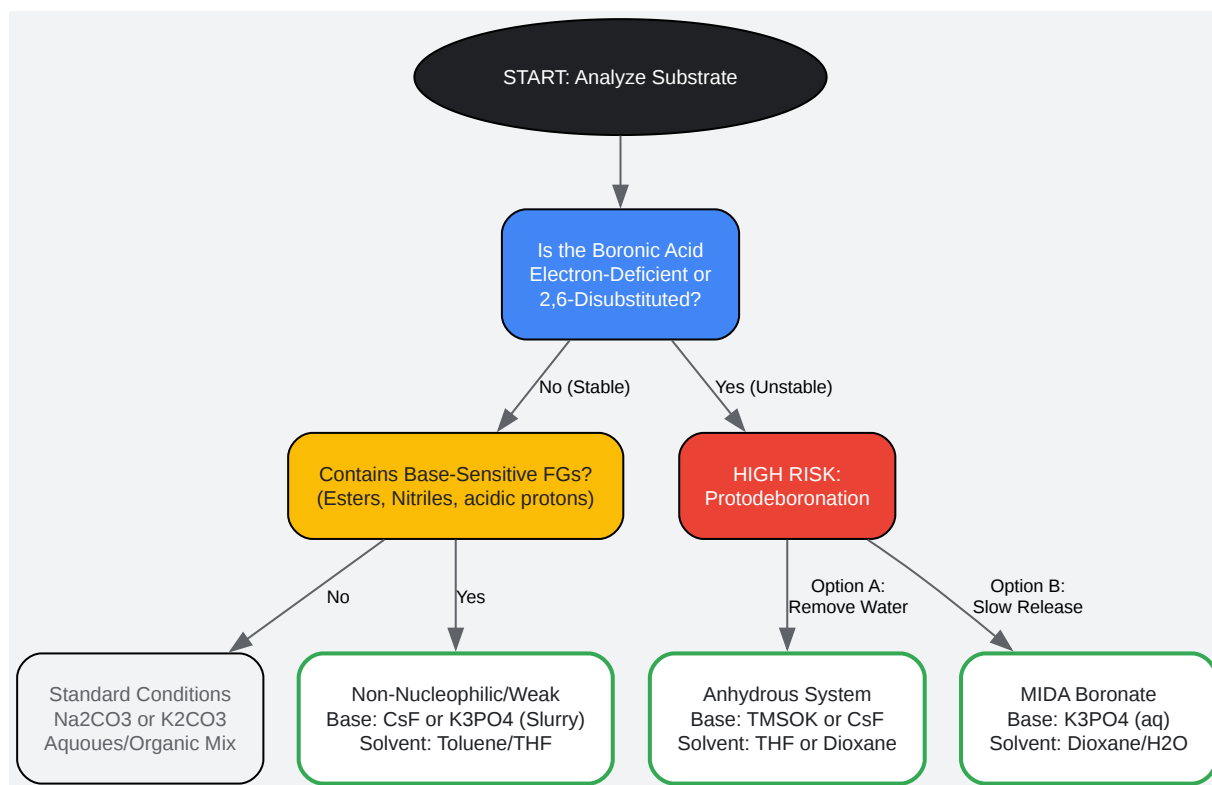 START: Analyze Substrate
Is the Boronic Acid
Electron-Deficient or
2,6-Disubstituted?
No (Stable)
Yes (Unstable)
Contains Base-Sensitive FGs?
(Esters, Nitriles, acidic protons)
HIGH RISK:
Protodeboronation
No
Yes
Option A:
Remove Water
Option B:
Slow Release
Standard Conditions
Na2CO3 or K2CO3
Aquoues/Organic Mix
Non-Nucleophilic/Weak
Base: CsF or K3PO4 (Slurry)
Solvent: Toluene/THF
Anhydrous System
Base: TMSOK or CsF
Solvent: THF or Dioxane
MIDA Boronate
Base: K3PO4 (aq)
Solvent: Dioxane/H2O